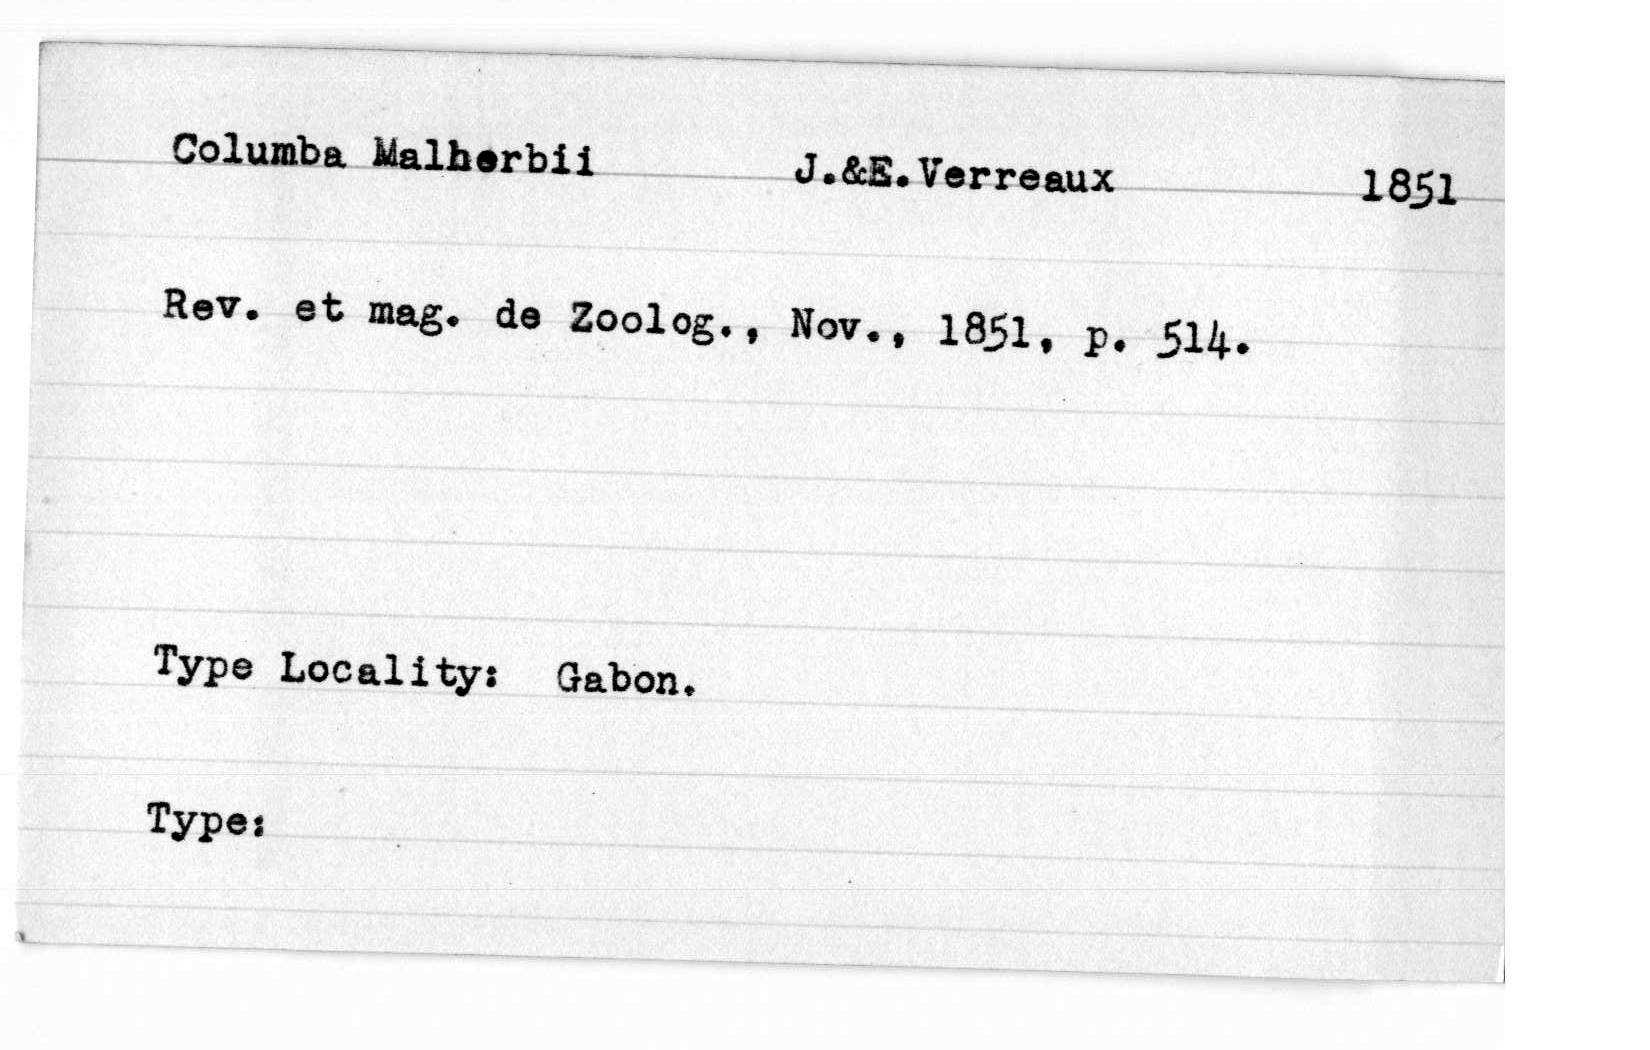 Columba Malherbii J.&E.Verreaux 1851
Rev. et mag. de Zoolog., Nov., 1851, p. 514.
Type Locality: Gabon.
Type: